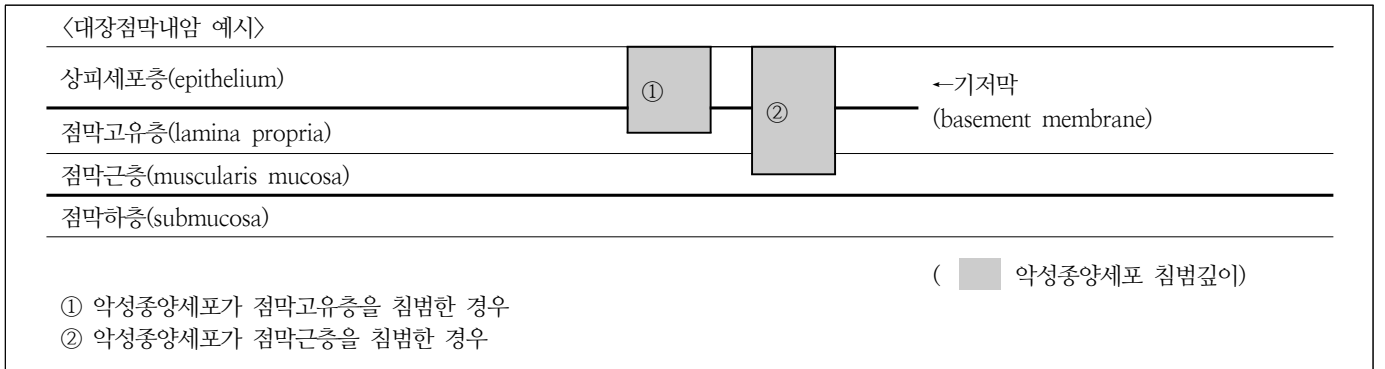 〈대장점막내암 예시〉
상피세포층(epithelium)
①
②
←기저막
(basement membrane)
점막고유층(lamina propria)
점막근층(muscularis mucosa)
점막하층(submucosa)
( 악성종양세포 침범깊이)
① 악성종양세포가 점막고유층을 침범한 경우
② 악성종양세포가 점막근층을 침범한 경우